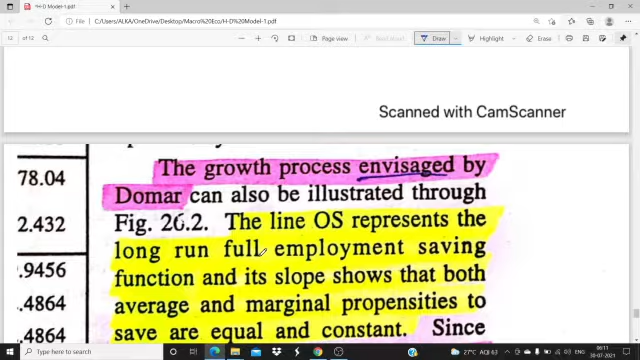 *H-D Model-1.pdf
File | C:/Users/ALKA/OneDrive/Desktop/Macro%20Eco/H-D%20Model-1.pdf
12 of 12 Page view Read aloud Draw Highlight Erase
Scanned with CamScanner
The growth process envisaged by
78.04 Domar can also be illustrated through
2.432 Fig. 26.2. The line OS represents the
long run full employment saving
.9456 function and its slope shows that both
.4864 average and marginal propensities to
.4864 save are equal and constant. Since
Type here to search 27°C AQI 63 ENG 06:11
30-07-2021